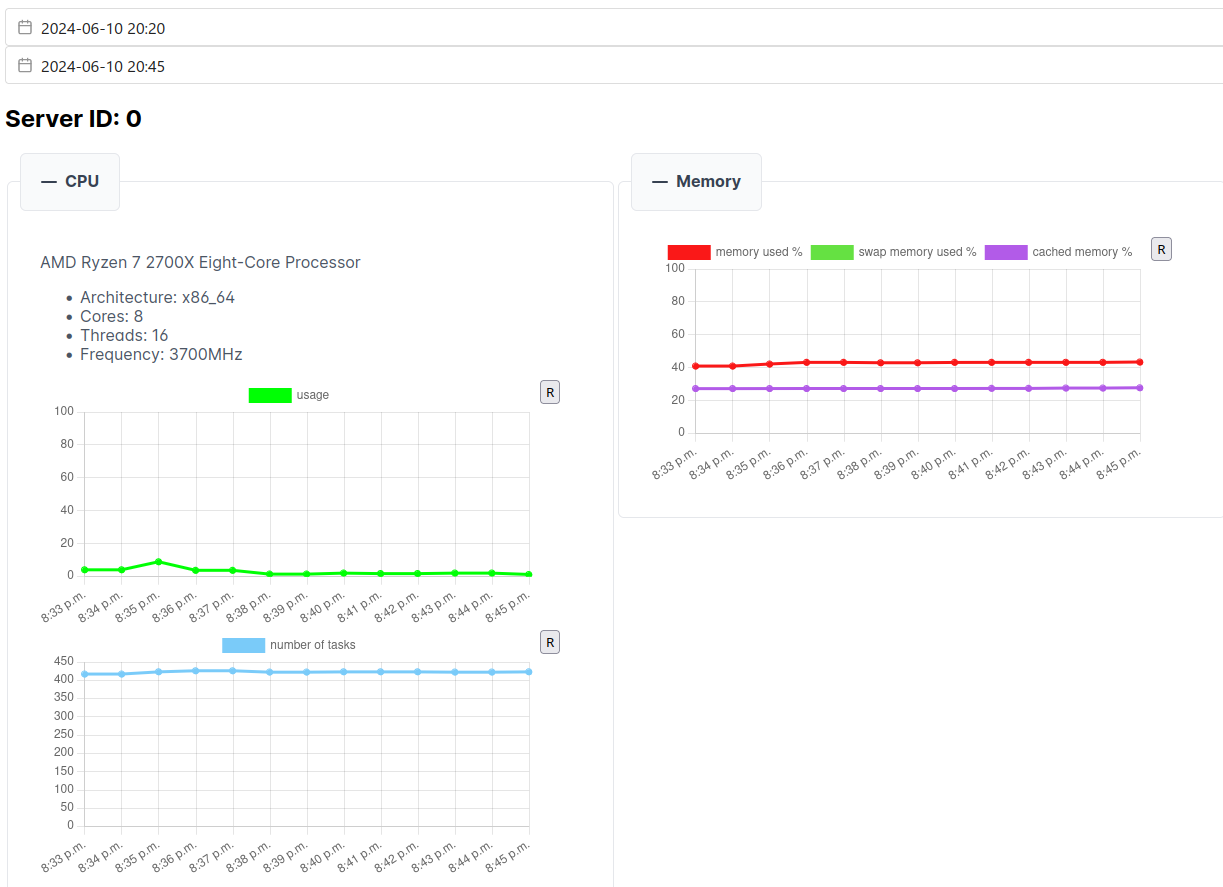 2024-06-10 20:20
2024-06-10 20:45
Server ID: 0
— CPU
AMD Ryzen 7 2700X Eight-Core Processor
• Architecture: x86_64
• Cores: 8
• Threads: 16
• Frequency: 3700MHz
usage
R
100
80
60
40
20
0
8:33 p.m. 8:34 p.m. 8:35 p.m. 8:36 p.m. 8:37 p.m. 8:38 p.m. 8:39 p.m. 8:40 p.m. 8:41 p.m. 8:42 p.m. 8:43 p.m. 8:44 p.m. 8:45 p.m.
number of tasks
R
450
400
350
300
250
200
150
100
50
0
8:33 p.m. 8:34 p.m. 8:35 p.m. 8:36 p.m. 8:37 p.m. 8:38 p.m. 8:39 p.m. 8:40 p.m. 8:41 p.m. 8:42 p.m. 8:43 p.m. 8:44 p.m. 8:45 p.m.
— Memory
memory used % swap memory used % cached memory %
R
100
80
60
40
20
0
8:33 p.m. 8:34 p.m. 8:35 p.m. 8:36 p.m. 8:37 p.m. 8:38 p.m. 8:39 p.m. 8:40 p.m. 8:41 p.m. 8:42 p.m. 8:43 p.m. 8:44 p.m. 8:45 p.m.